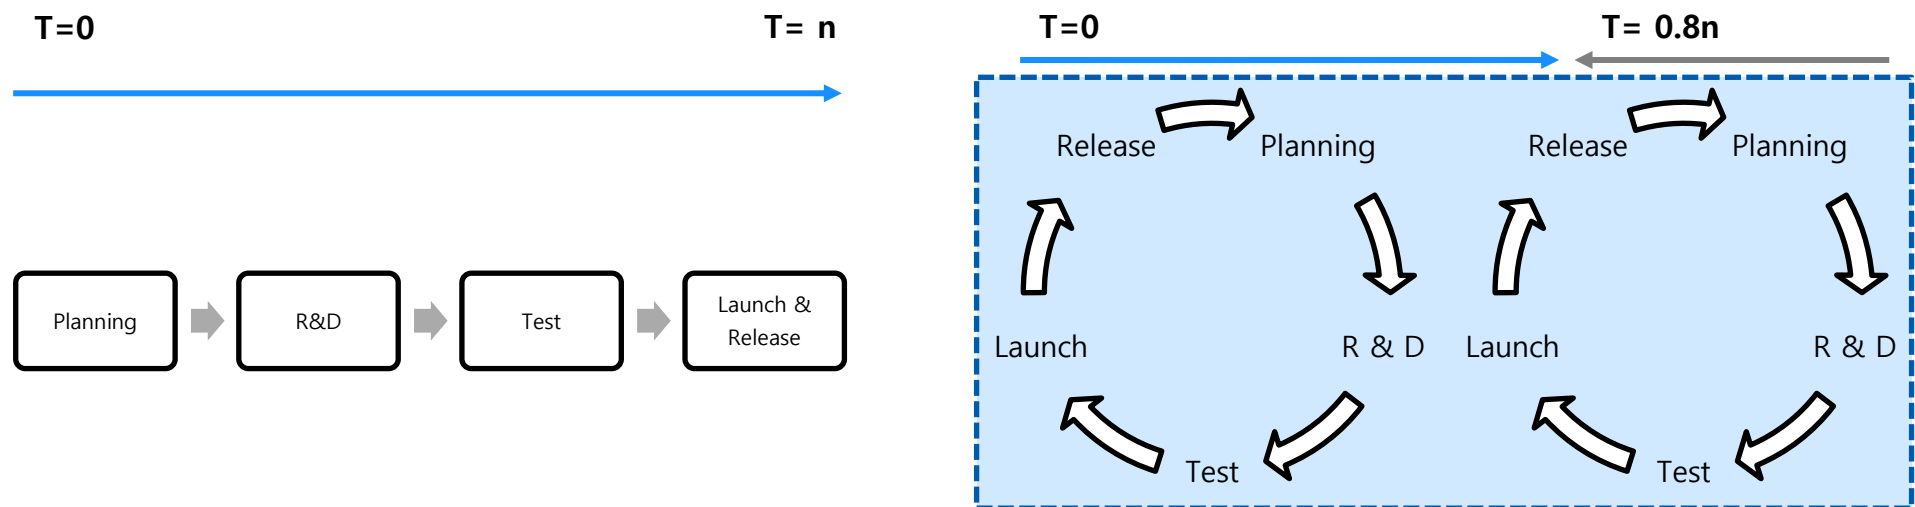 T=0
T= n
Planning
R&D
Test
Launch &
Release
T=0
T= 0.8n
Release
Planning
R & D
Test
Launch
Release
Planning
R & D
Test
Launch